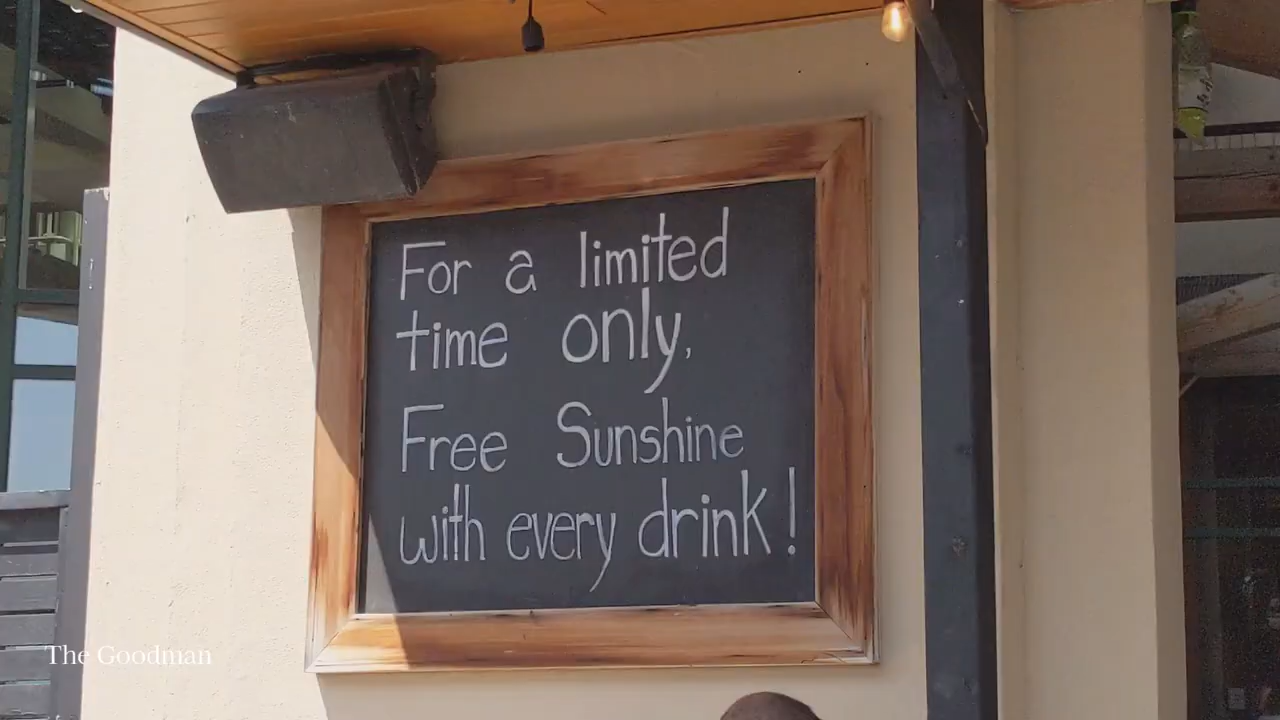 For a limited
time only,
Free Sunshine
with every drink!
The Goodman